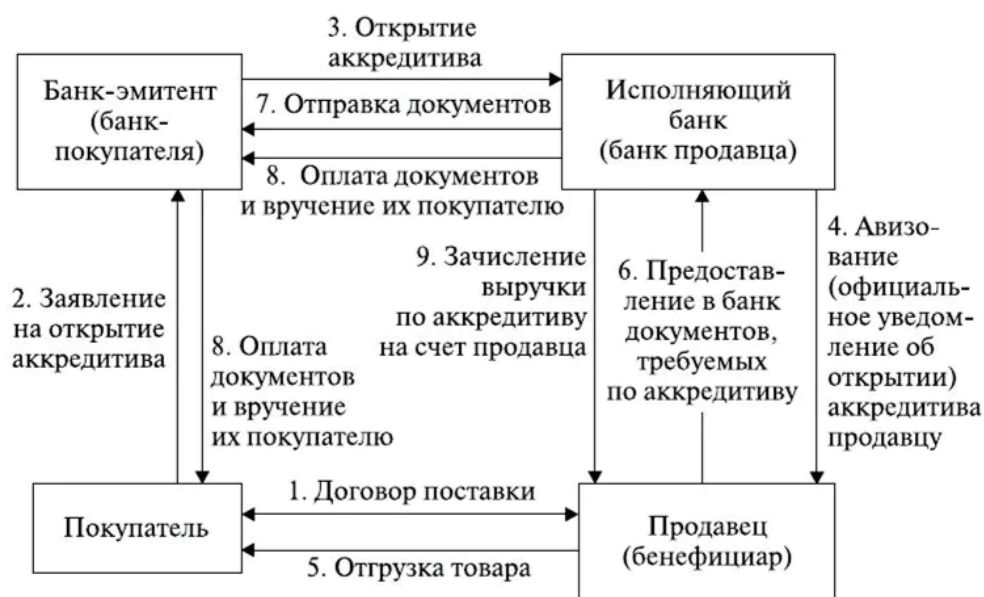 3. Открытие
аккредитива
Банк-эмитент
(банк-
покупателя)
7. Отправка документов
8. Оплата документов
и вручение их покупателю
Исполняющий
банк
(банк продавца)
2. Заявление
на открытие
аккредитива
8. Оплата
документов
и вручение
их покупателю
9. Зачисление
выручки
по аккредитиву
на счет продавца
6. Предостав-
ление в банк
документов,
требуемых
по аккредитиву
4. Авизо-
вание
(официаль-
ное уведом-
ление об
открытии)
аккредитива
продавцу
Покупатель
1. Договор поставки
5. Отгрузка товара
Продавец
(бенефициар)